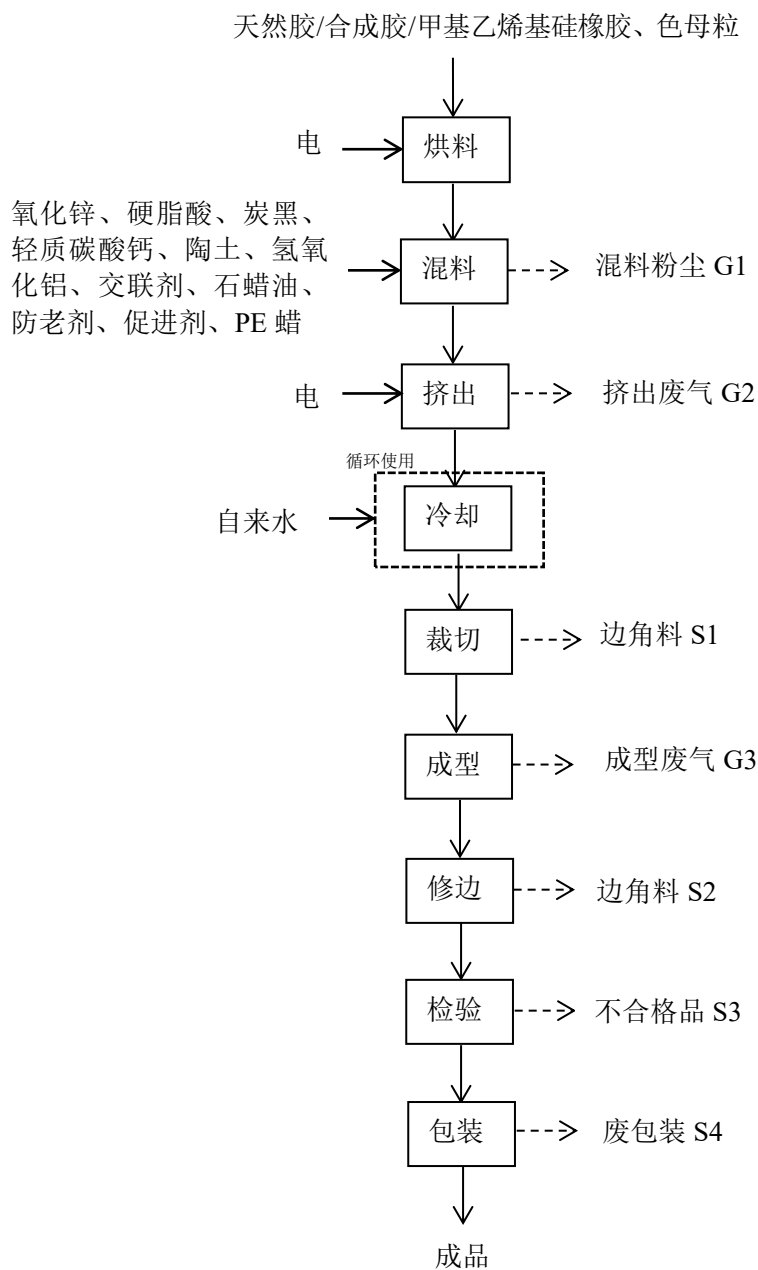 天然胶/合成胶/甲基乙烯基硅橡胶、色母粒
电
烘料
氧化锌、硬脂酸、炭黑、
轻质碳酸钙、陶土、氢氧
化铝、交联剂、石蜡油、
防老剂、促进剂、PE 蜡
混料
混料粉尘 G1
电
挤出
挤出废气 G2
循环使用
自来水
冷却
裁切
边角料 S1
成型
成型废气 G3
修边
边角料 S2
检验
不合格品 S3
包装
废包装 S4
成品